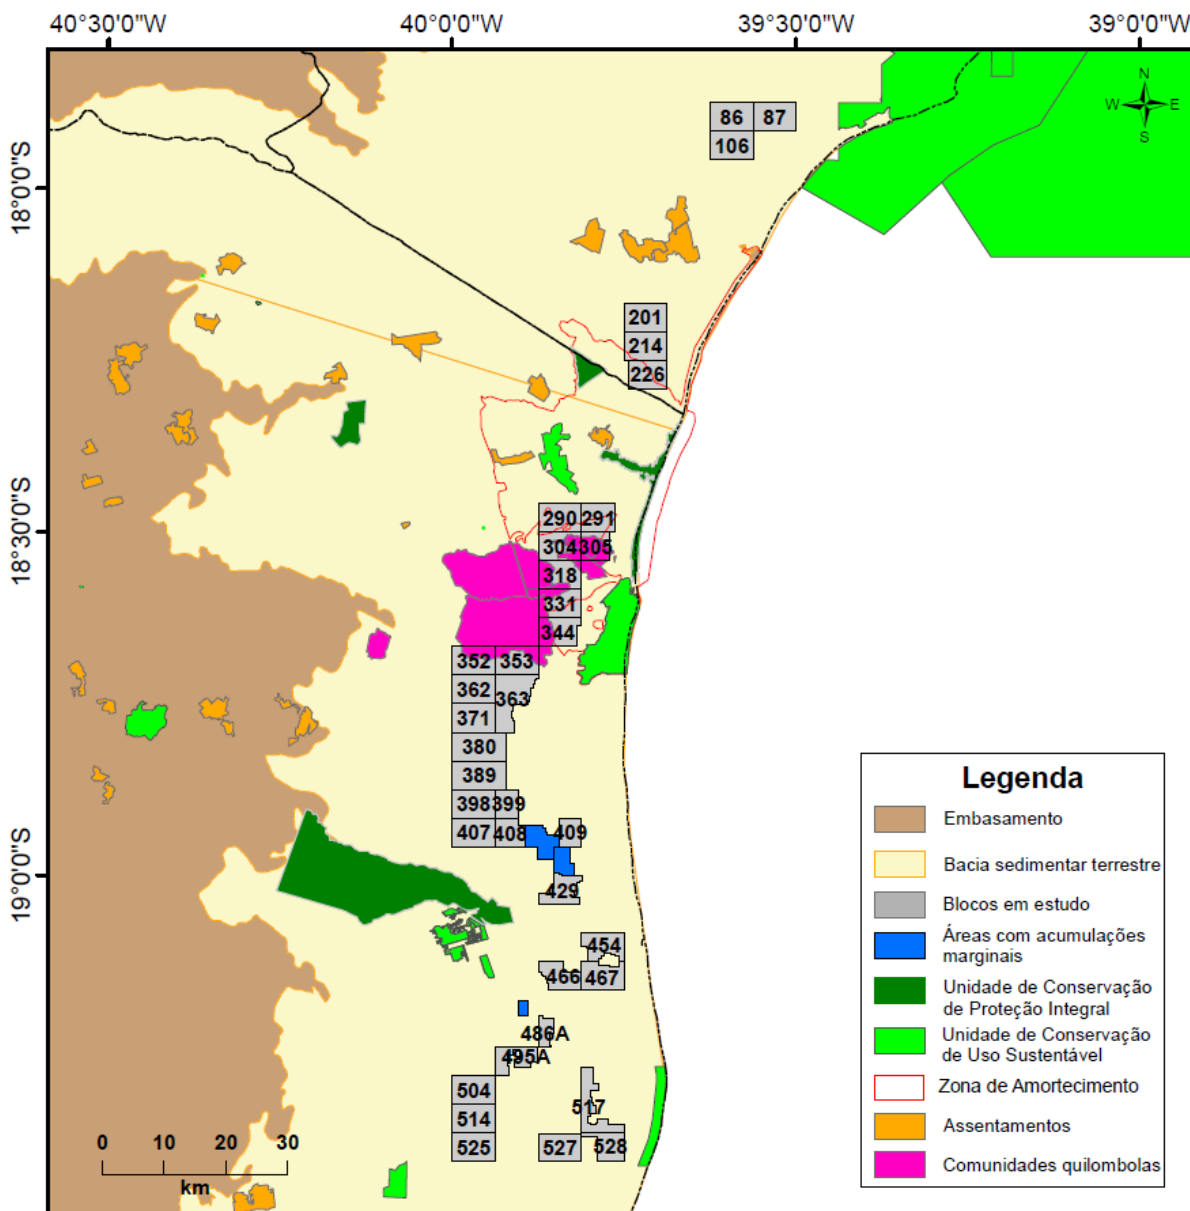 40°30'0"W 40°0'0"W 39°30'0"W 39°0'0"W
N
W E
S
86 87
106
18°0'0"S
201
214
226
290 291
18°30'0"S
304 305
318
331
344
352 353
362 363
371
380
389
398 399
407 408 409
19°0'0"S
429
454
466 467
486A
495A
504
517
514
525 527 528
0 10 20 30
km
Legenda
Embasamento
Bacia sedimentar terrestre
Blocos em estudo
Áreas com acumulações
marginais
Unidade de Conservação
de Proteção Integral
Unidade de Conservação
de Uso Sustentável
Zona de Amortecimento
Assentamentos
Comunidades quilombolas